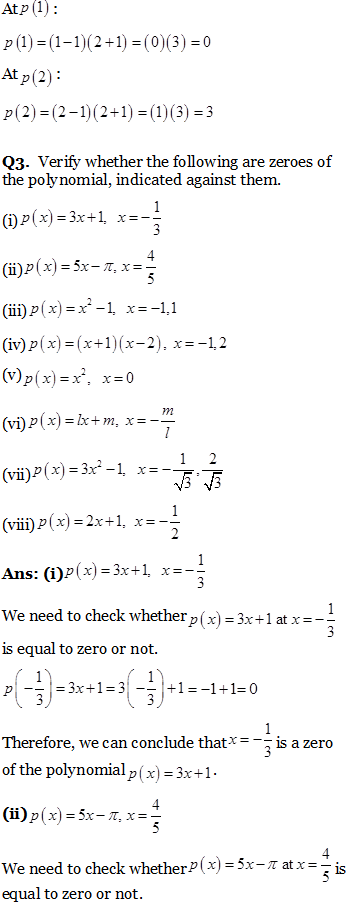 At p(1) :
p(1) = (1−1)(2+1) = (0)(3) = 0
At p(2) :
p(2) = (2−1)(2+1) = (1)(3) = 3
Q3. Verify whether the following are zeroes of
the polynomial, indicated against them.
(i) p(x) = 3x+1, x = −1/3
(ii) p(x) = 5x−π, x = 4/5
(iii) p(x) = x²−1, x = −1,1
(iv) p(x) = (x+1)(x−2), x = −1,2
(v) p(x) = x², x = 0
(vi) p(x) = lx+m, x = −m/l
(vii) p(x) = 3x²−1, x = −1/√3, 2/√3
(viii) p(x) = 2x+1, x = −1/2
Ans: (i) p(x) = 3x+1, x = −1/3
We need to check whether p(x) = 3x+1 at x = −1/3
is equal to zero or not.
p(−1/3) = 3x+1 = 3(−1/3)+1 = −1+1 = 0
Therefore, we can conclude that x = −1/3 is a zero
of the polynomial p(x) = 3x+1.
(ii) p(x) = 5x−π, x = 4/5
We need to check whether p(x) = 5x−π at x = 4/5 is
equal to zero or not.